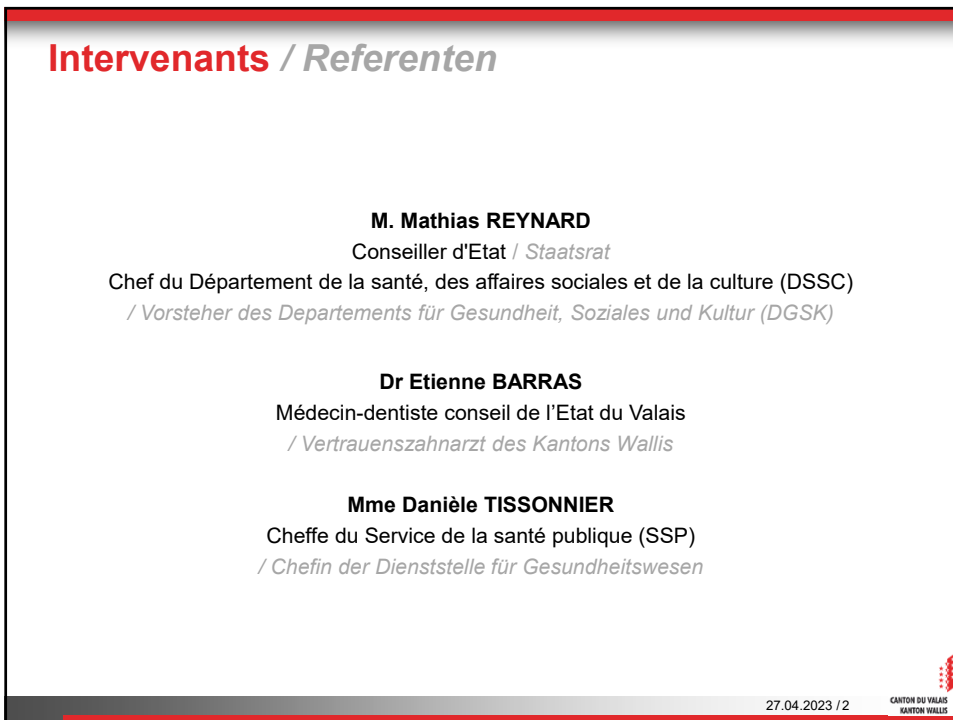 Intervenants / Referenten
M. Mathias REYNARD
Conseiller d'Etat / Staatsrat
Chef du Département de la santé, des affaires sociales et de la culture (DSSC)
/ Vorsteher des Departements für Gesundheit, Soziales und Kultur (DGSK)
Dr Etienne BARRAS
Médecin-dentiste conseil de l’Etat du Valais
/ Vertrauenszahnarzt des Kantons Wallis
Mme Danièle TISSONNIER
Cheffe du Service de la santé publique (SSP)
/ Chefin der Dienststelle für Gesundheitswesen
27.04.2023 / 2
CANTON DU VALAIS
KANTON WALLIS